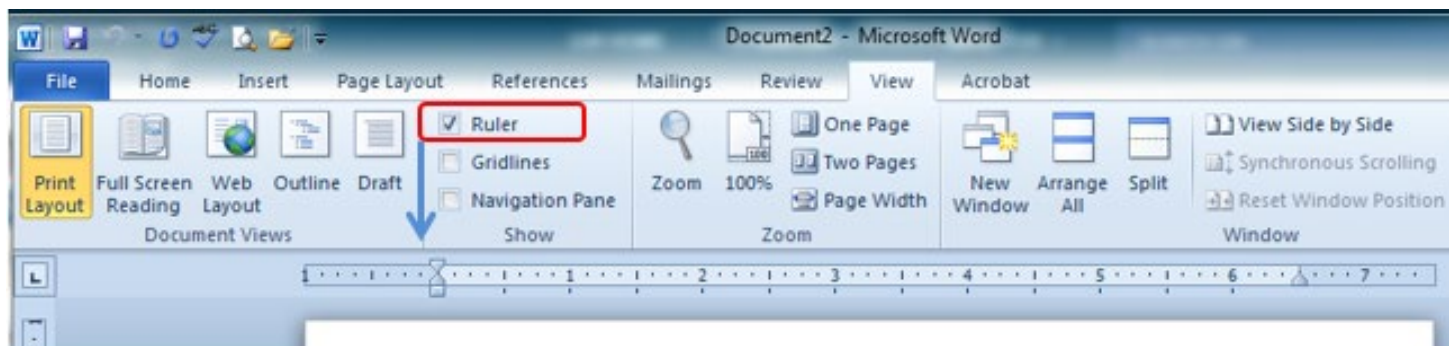 W ABC Document2 - Microsoft Word
File Home Insert Page Layout References Mailings Review View Acrobat
Print Layout
Full Screen Reading
Web Layout
Outline
Draft
Document Views
Ruler
Gridlines
Navigation Pane
Show
Zoom
100
100%
One Page
Two Pages
Page Width
Zoom
New Window
Arrange All
Split
View Side by Side
Synchronous Scrolling
Reset Window Position
Window
L 1 1 2 3 4 5 6 7